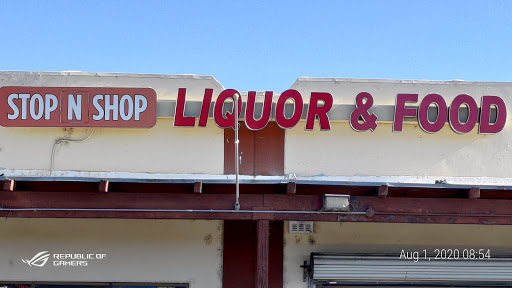 STOP N SHOP LIQUOR & FOOD
REPUBLIC OF
GAMERS
Aug 1, 2020 08:54